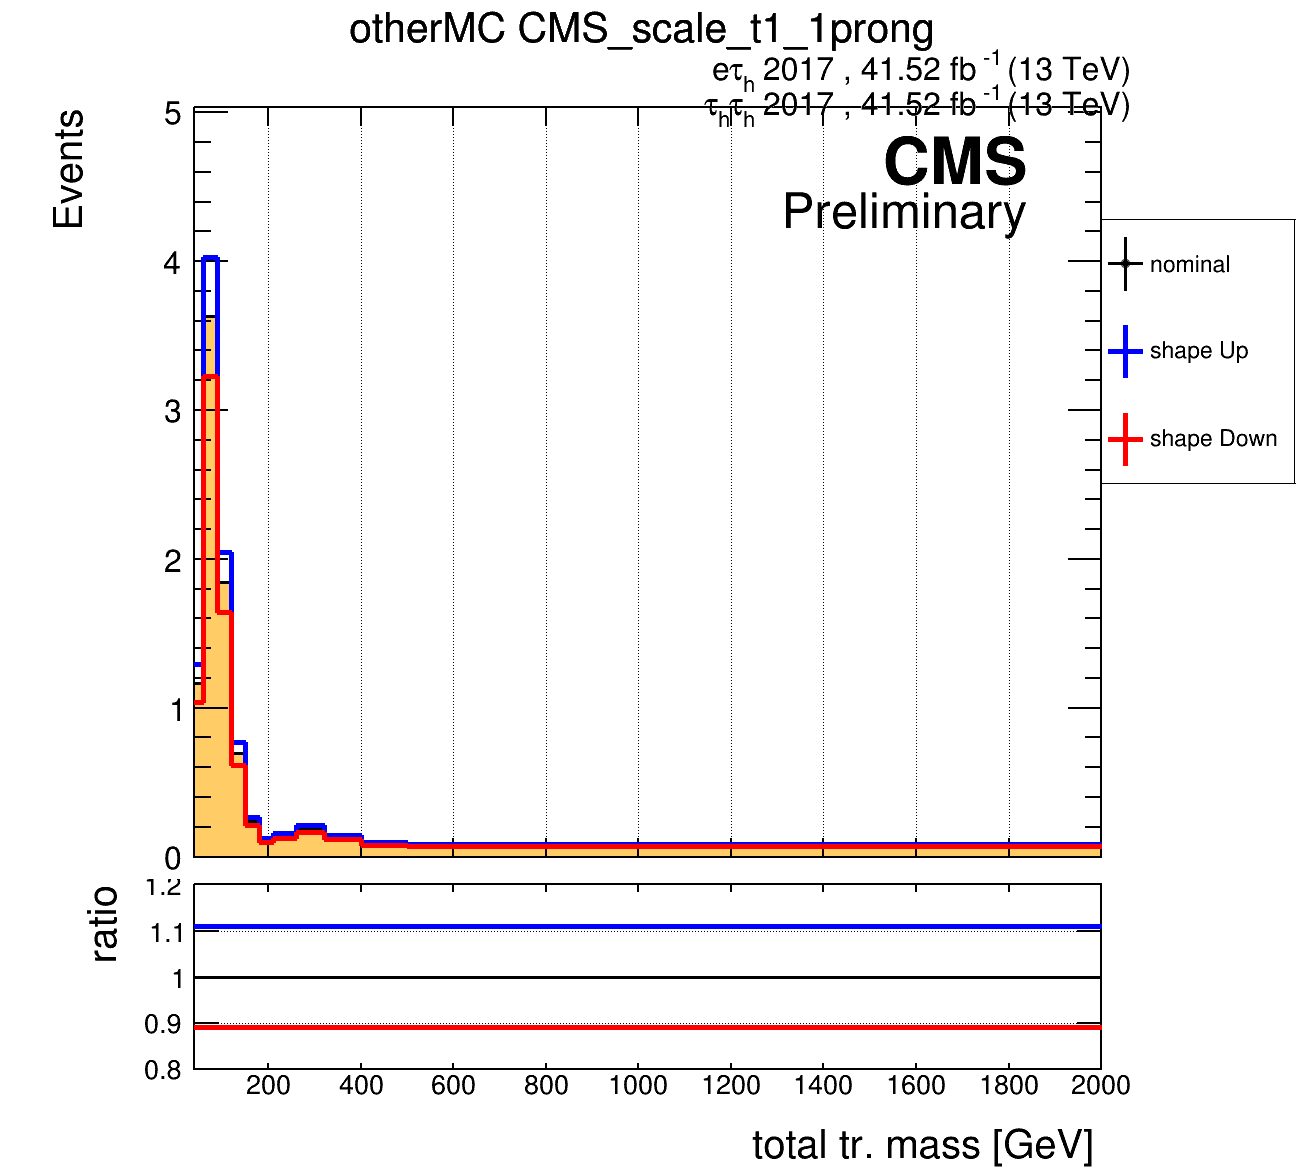 otherMC CMS_scale_t1_1prong
eτh 2017 , 41.52 fb -1 (13 TeV)
τhτh 2017 , 41.52 fb -1 (13 TeV)
CMS
Preliminary
Events
5
4
3
2
1
0
nominal
shape Up
shape Down
ratio
1.2
1.1
1
0.9
0.8
200 400 600 800 1000 1200 1400 1600 1800 2000
total tr. mass [GeV]